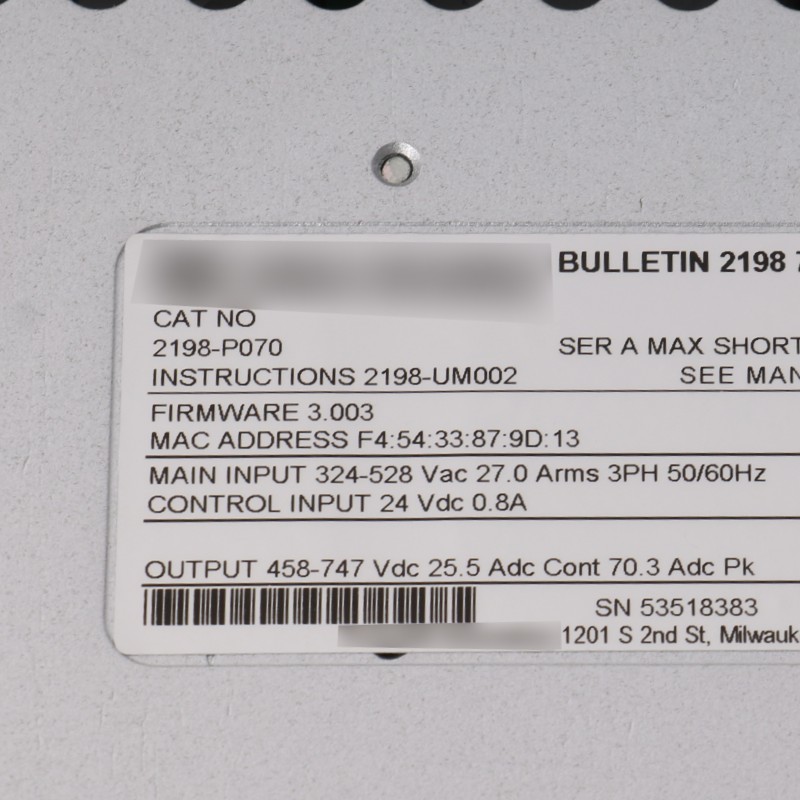 BULLETIN 2198
CAT NO
2198-P070
SER A MAX SHORT
INSTRUCTIONS 2198-UM002
SEE MAN
FIRMWARE 3.003
MAC ADDRESS F4:54:33:87:9D:13
MAIN INPUT 324-528 Vac 27.0 Arms 3PH 50/60Hz
CONTROL INPUT 24 Vdc 0.8A
OUTPUT 458-747 Vdc 25.5 Adc Cont 70.3 Adc Pk
SN 53518383
1201 S 2nd St, Milwauk